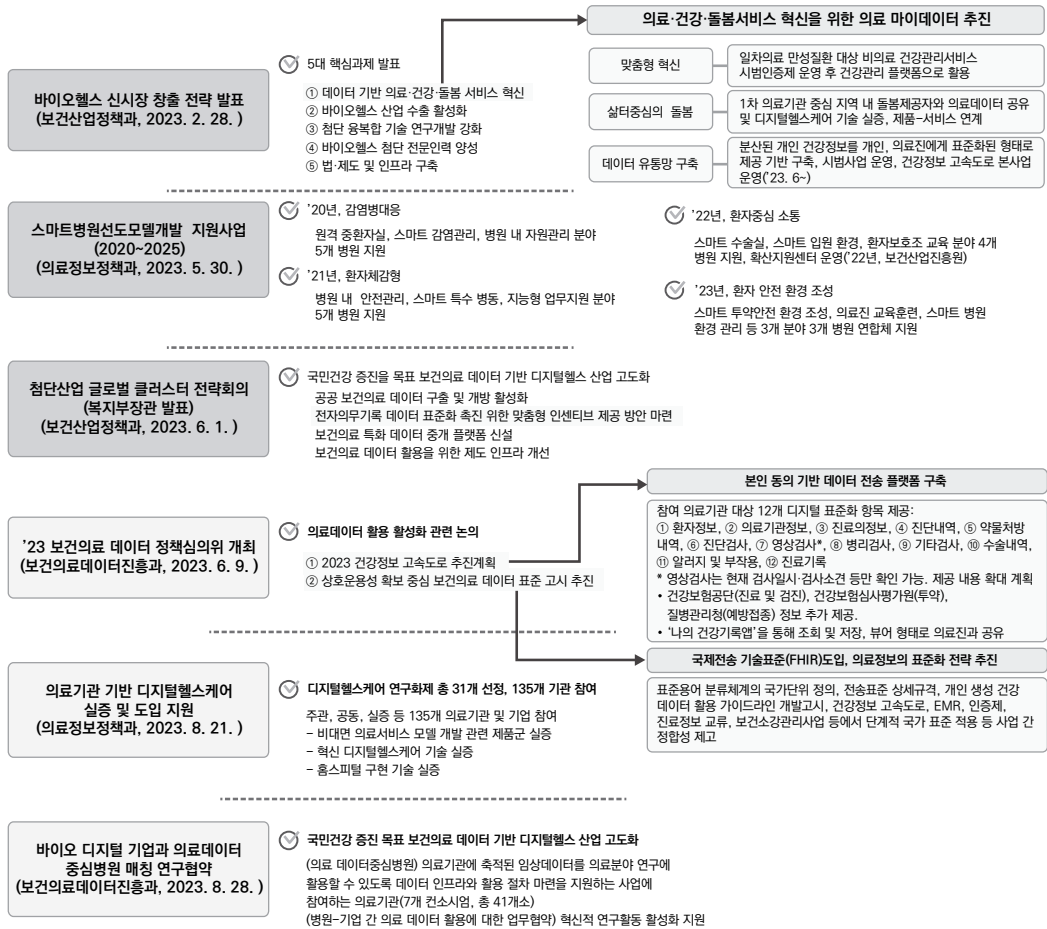 의료·건강·돌봄서비스 혁신을 위한 의료 마이데이터 추진
바이오헬스 신시장 창출 전략 발표
(보건산업정책과, 2023. 2. 28. )
5대 핵심과제 발표
① 데이터 기반 의료·건강·돌봄 서비스 혁신
② 바이오헬스 산업 수출 활성화
③ 첨단 융복합 기술 연구개발 강화
④ 바이오헬스 첨단 전문인력 양성
⑤ 법·제도 및 인프라 구축
맞춤형 혁신
일차의료 만성질환 대상 비의료 건강관리서비스
시범인증제 운영 후 건강관리 플랫폼으로 활용
삶터중심의 돌봄
1차 의료기관 중심 지역 내 돌봄제공자와 의료데이터 공유
및 디지털헬스케어 기술 실증, 제품-서비스 연계
데이터 유통망 구축
분산된 개인 건강정보를 개인, 의료진에게 표준화된 형태로
제공 기반 구축, 시범사업 운영, 건강정보 고속도로 본사업
운영('23. 6~)
스마트병원선도모델개발 지원사업
(2020~2025)
(의료정보정책과, 2023. 5. 30. )
'20년, 감염병대응
원격 중환자실, 스마트 감염관리, 병원 내 자원관리 분야
5개 병원 지원
'21년, 환자체감형
병원 내 안전관리, 스마트 특수 병동, 지능형 업무지원 분야
5개 병원 지원
'22년, 환자중심 소통
스마트 수술실, 스마트 입원 환경, 환자보호조 교육 분야 4개
병원 지원, 확산지원센터 운영('22년, 보건산업진흥원)
'23년, 환자 안전 환경 조성
스마트 투약안전 환경 조성, 의료진 교육훈련, 스마트 병원
환경 관리 등 3개 분야 3개 병원 연합체 지원
첨단산업 글로벌 클러스터 전략회의
(복지부장관 발표)
(보건산업정책과, 2023. 6. 1. )
국민건강 증진을 목표 보건의료 데이터 기반 디지털헬스 산업 고도화
공공 보건의료 데이터 구출 및 개방 활성화
전자의무기록 데이터 표준화 촉진 위한 맞춤형 인센티브 제공 방안 마련
보건의료 특화 데이터 중개 플랫폼 신설
보건의료 데이터 활용을 위한 제도 인프라 개선
'23 보건의료 데이터 정책심의위 개최
(보건의료데이터진흥과, 2023. 6. 9. )
의료데이터 활용 활성화 관련 논의
① 2023 건강정보 고속도로 추진계획
② 상호운용성 확보 중심 보건의료 데이터 표준 고시 추진
본인 동의 기반 데이터 전송 플랫폼 구축
참여 의료기관 대상 12개 디지털 표준화 항목 제공:
① 환자정보, ② 의료기관정보, ③ 진료의정보, ④ 진단내역, ⑤ 약물처방
내역, ⑥ 진단검사, ⑦ 영상검사*, ⑧ 병리검사, ⑨ 기타검사, ⑩ 수술내역,
⑪ 알러지 및 부작용, ⑫ 진료기록
* 영상검사는 현재 검사일시·검사소건 등만 확인 가능. 제공 내용 확대 계획
• 건강보험공단(진료 및 검진), 건강보험심사평가원(투약),
질병관리청(예방접종) 정보 추가 제공.
• '나의 건강기록앱'을 통해 조회 및 저장, 뷰어 형태로 의료진과 공유
국제전송 기술표준(FHIR)도입, 의료정보의 표준화 전략 추진
표준용어 분류체계의 국가단위 정의, 전송표준 상세규격, 개인 생성 건강
데이터 활용 가이드라인 개발고시, 건강정보 고속도로, EMR, 인증제,
진료정보 교류, 보건소강관리사업 등에서 단계적 국가 표준 적용 등 사업 간
정합성 제고
의료기관 기반 디지털헬스케어
실증 및 도입 지원
(의료정보정책과, 2023. 8. 21. )
디지털헬스케어 연구화제 총 31개 선정, 135개 기관 참여
주관, 공동, 실증 등 135개 의료기관 및 기업 참여
- 비대면 의료서비스 모델 개발 관련 제품군 실증
- 혁신 디지털헬스케어 기술 실증
- 홈스피털 구현 기술 실증
바이오 디지털 기업과 의료데이터
중심병원 매칭 연구협약
(보건의료데이터진흥과, 2023. 8. 28. )
국민건강 증진 목표 보건의료 데이터 기반 디지털헬스 산업 고도화
(의료 데이터중심병원) 의료기관에 축적된 임상데이터를 의료분야 연구에
활용할 수 있도록 데이터 인프라와 활용 절차 마련을 지원하는 사업에
참여하는 의료기관(7개 컨소시엄, 총 41개소)
(병원-기업 간 의료 데이터 활용에 대한 업무협약) 혁신적 연구활동 활성화 지원